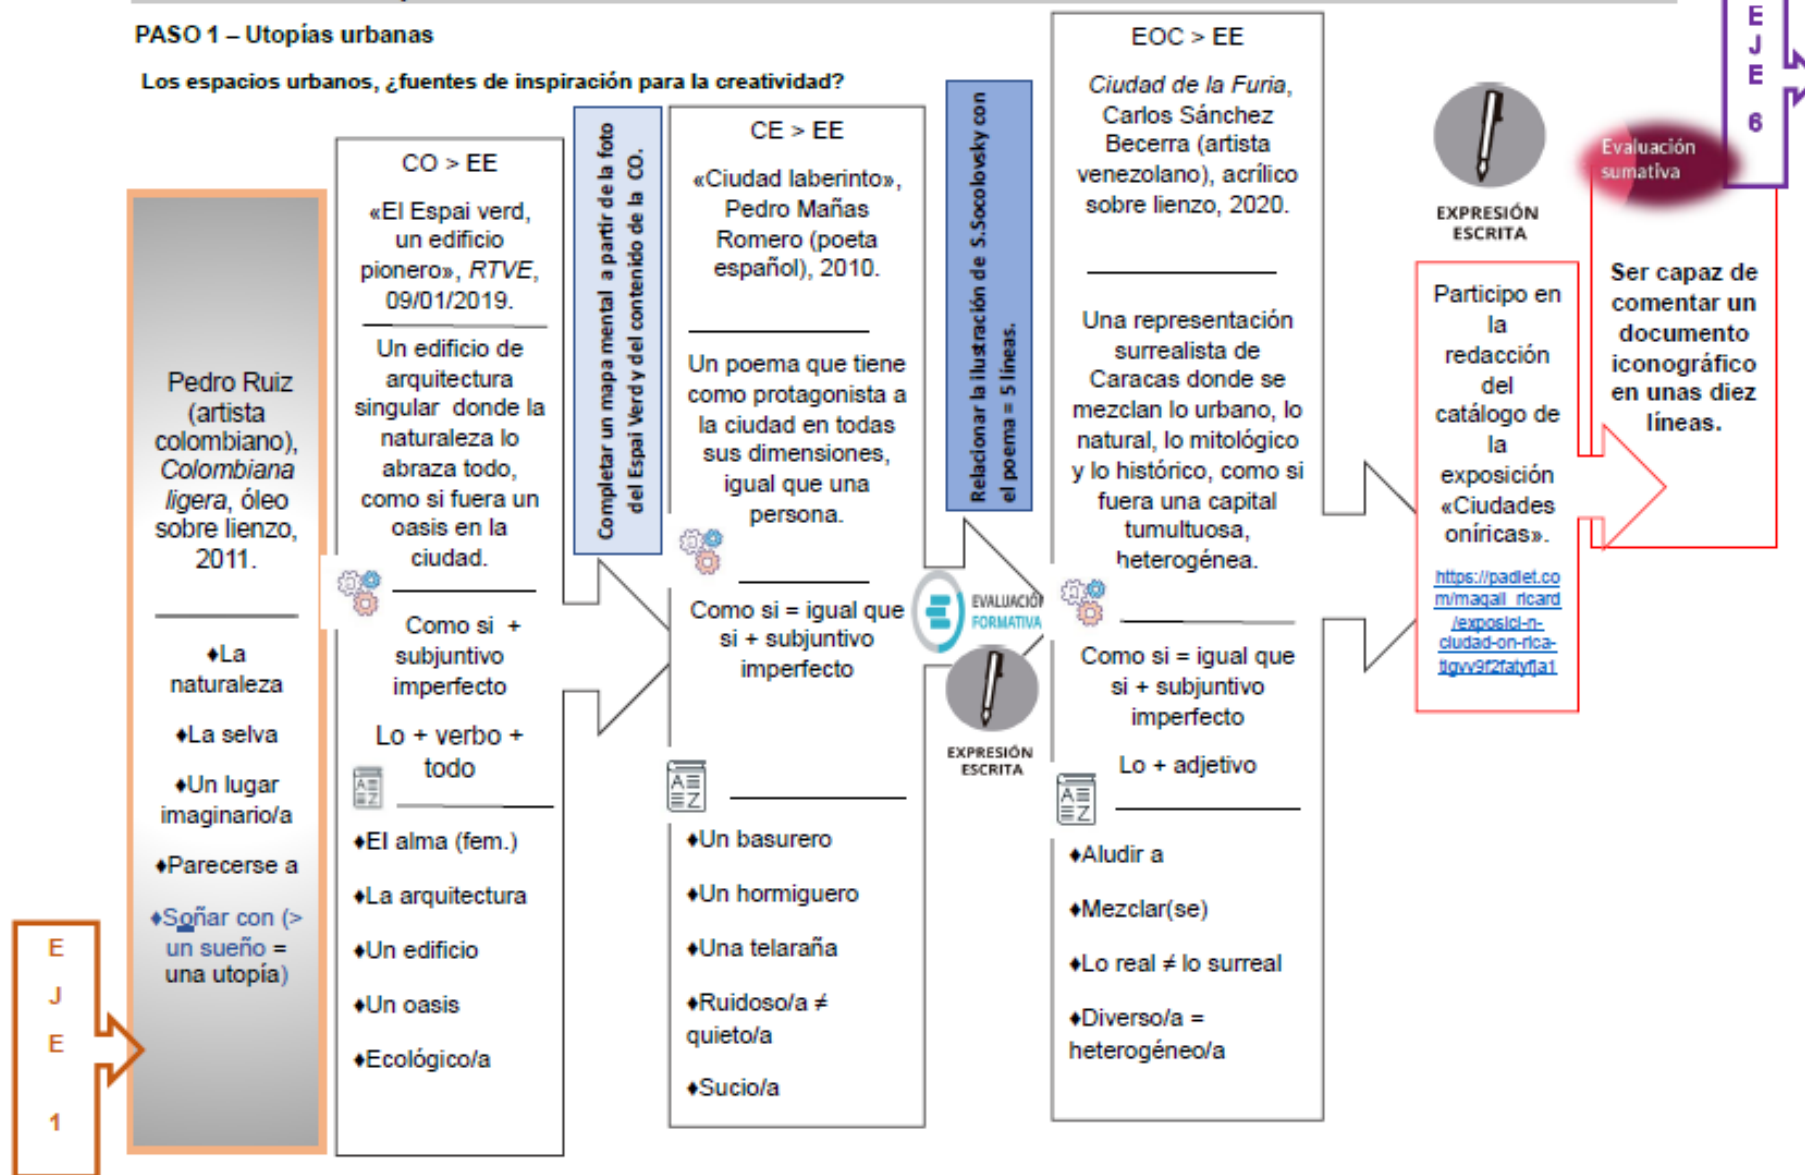 PASO 1 – Utopías urbanas
Los espacios urbanos, ¿fuentes de inspiración para la creatividad?
E
J
E
1
Pedro Ruiz
(artista
colombiano),
Colombiana
ligera, óleo
sobre lienzo,
2011.
♦La
naturaleza
♦La selva
♦Un lugar
imaginario/a
♦Parecerse a
♦Soñar con (>
un sueño =
una utopía)
CO > EE
«El Espai verd,
un edificio
pionero», RTVE,
09/01/2019.
Un edificio de
arquitectura
singular donde la
naturaleza lo
abraza todo,
como si fuera un
oasis en la
ciudad.
Como si +
subjuntivo
imperfecto
Lo + verbo +
todo
♦El alma (fem.)
♦La arquitectura
♦Un edificio
♦Un oasis
♦Ecológico/a
Completar un mapa mental a partir de la foto
del Espai Verd y del contenido de la CO.
CE > EE
«Ciudad laberinto»,
Pedro Mañas
Romero (poeta
español), 2010.
Un poema que tiene
como protagonista a
la ciudad en todas
sus dimensiones,
igual que una
persona.
Como si = igual que
si + subjuntivo
imperfecto
♦Un basurero
♦Un hormiguero
♦Una telaraña
♦Ruidoso/a ≠
quieto/a
♦Sucio/a
Relacionar la ilustración de S.Socolovsky con
el poema = 5 líneas.
EVALUACIÓN
FORMATIVA
EXPRESIÓN
ESCRITA
EOC > EE
Ciudad de la Furia,
Carlos Sánchez
Becerra (artista
venezolano), acrílico
sobre lienzo, 2020.
Una representación
surrealista de
Caracas donde se
mezclan lo urbano, lo
natural, lo mitológico
y lo histórico, como si
fuera una capital
tumultuosa,
heterogénea.
Como si = igual que
si + subjuntivo
imperfecto
Lo + adjetivo
♦Aludir a
♦Mezclar(se)
♦Lo real ≠ lo surreal
♦Diverso/a =
heterogéneo/a
EXPRESIÓN
ESCRITA
Participo en
la
redacción
del
catálogo de
la
exposición
«Ciudades
oníricas».
https://padlet.co
m/magali_ricard
/exposici-n-
ciudad-on-rica-
Evaluación
sumativa
Ser capaz de
comentar un
documento
iconográfico
en unas diez
líneas.
E
J
E
6